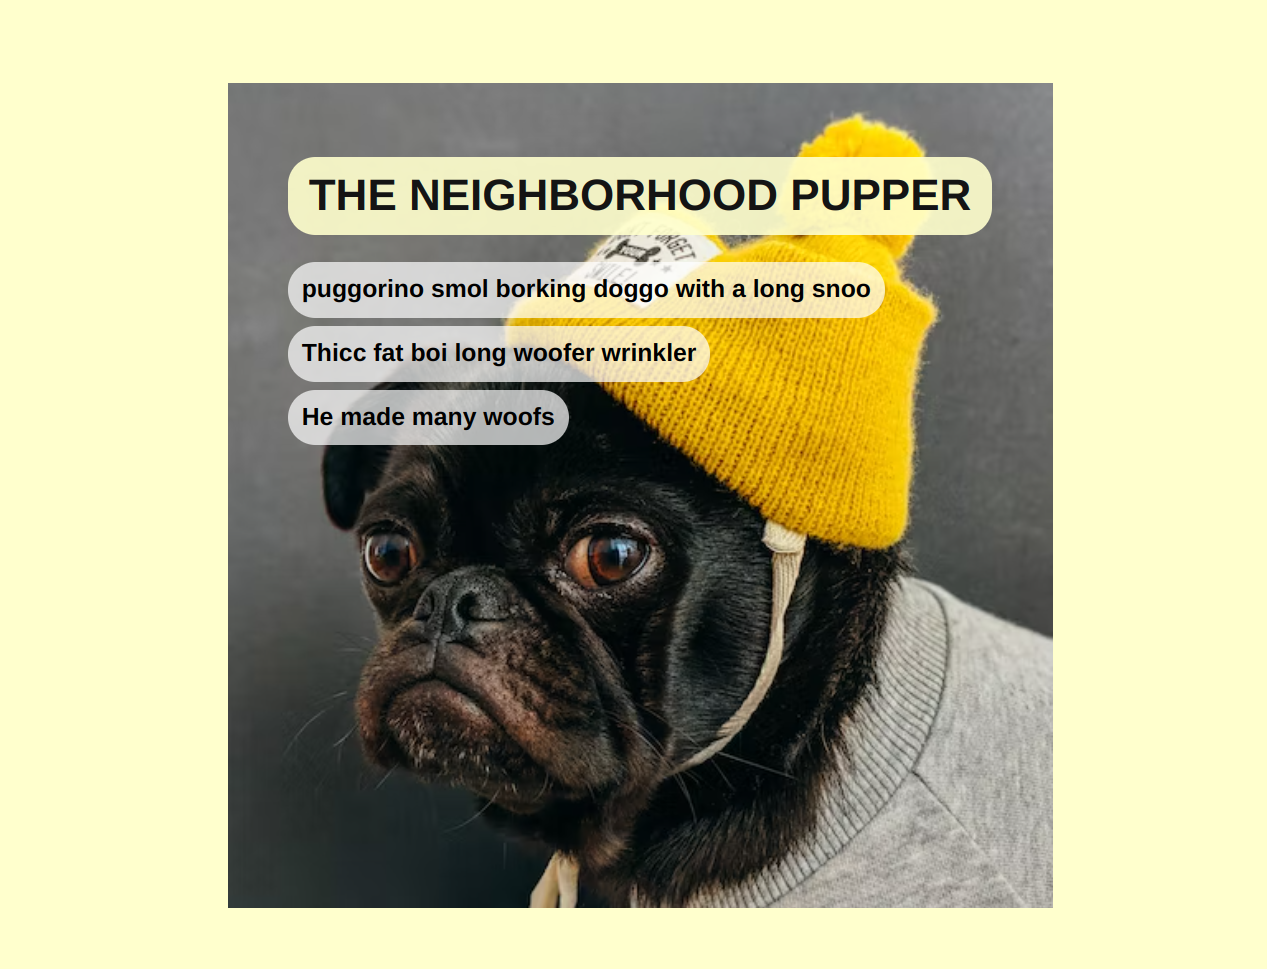 THE NEIGHBORHOOD PUPPER
FORGET
puggorino smol borking doggo with a long snoo
Thicc fat boi long woofer wrinkler
He made many woofs